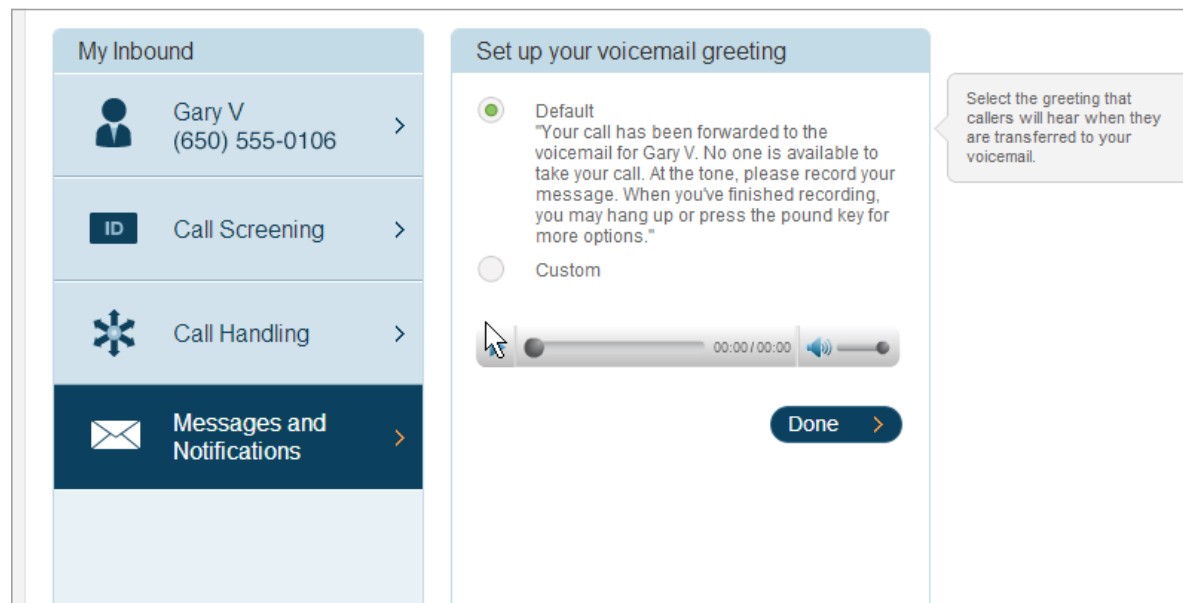 My Inbound
Gary V
(650) 555-0106
ID
Call Screening
Call Handling
Messages and
Notifications
Set up your voicemail greeting
Default
"Your call has been forwarded to the
voicemail for Gary V. No one is available to
take your call. At the tone, please record your
message. When you've finished recording,
you may hang up or press the pound key for
more options."
Custom
00:00 / 00:00
Done
Select the greeting that
callers will hear when they
are transferred to your
voicemail.